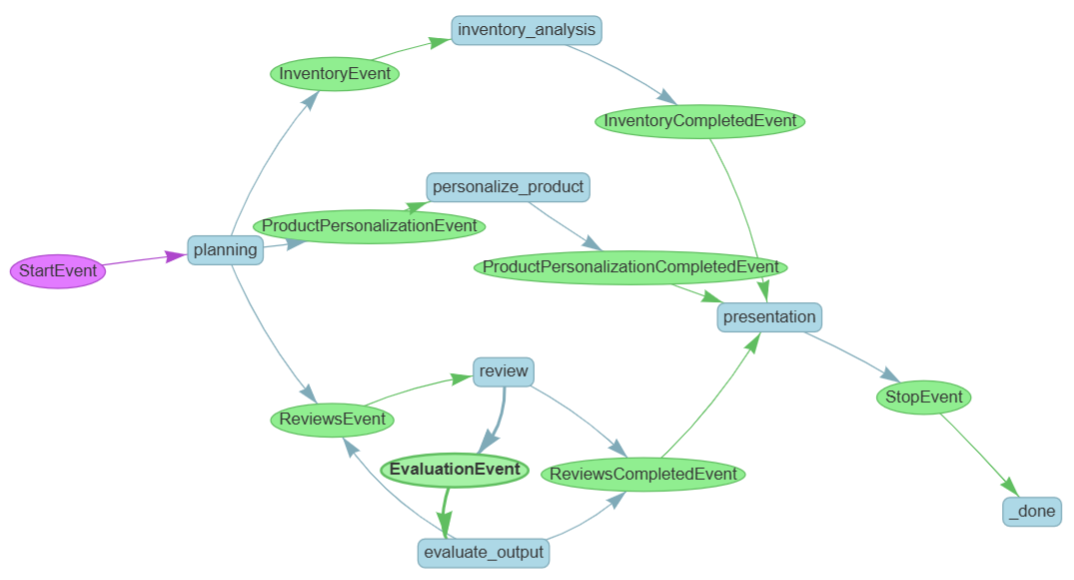 inventory_analysis
InventoryEvent
InventoryCompletedEvent
personalize_product
ProductPersonalizationEvent
planning
StartEvent
ProductPersonalizationCompletedEvent
presentation
review
StopEvent
ReviewsEvent
EvaluationEvent
ReviewsCompletedEvent
_done
evaluate_output